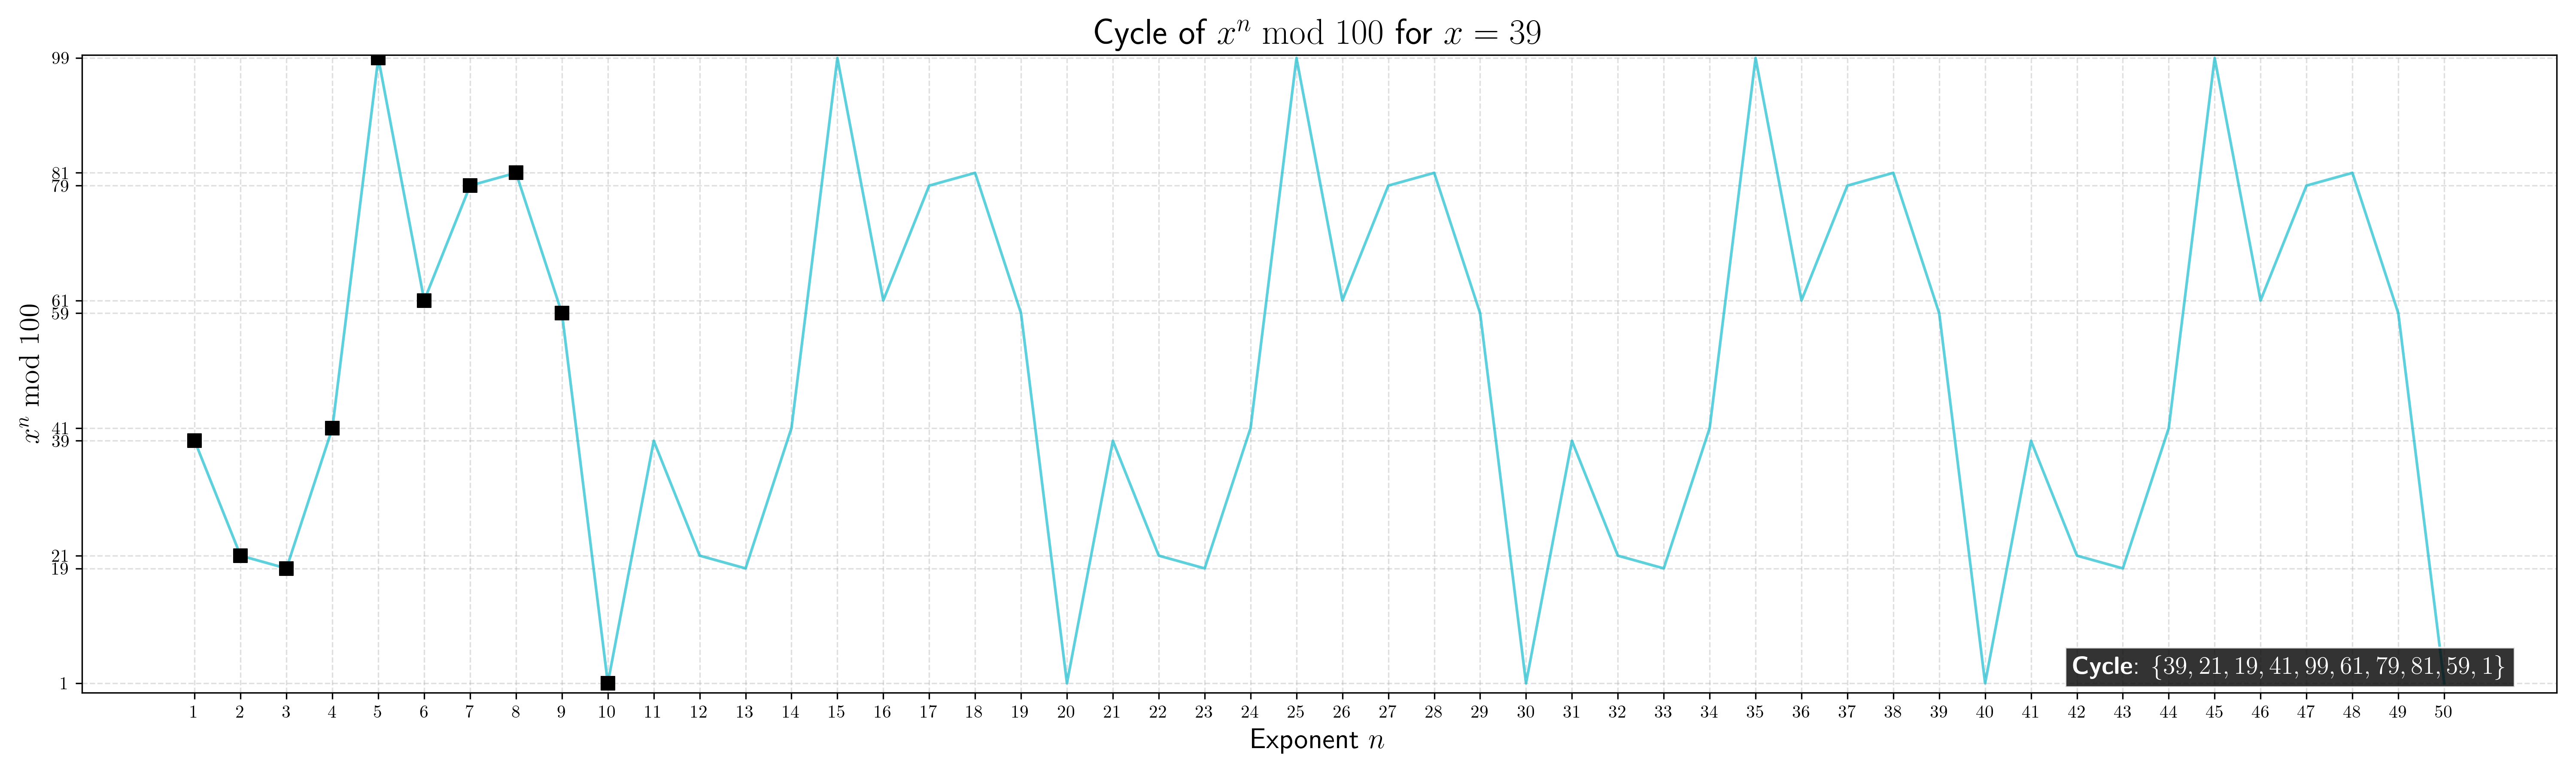 Cycle of xⁿ mod 100 for x = 39
xⁿ mod 100
99
81
79
61
59
41
39
21
19
1
1 2 3 4 5 6 7 8 9 10 11 12 13 14 15 16 17 18 19 20 21 22 23 24 25 26 27 28 29 30 31 32 33 34 35 36 37 38 39 40 41 42 43 44 45 46 47 48 49 50
Exponent n
Cycle: {39, 21, 19, 41, 99, 61, 79, 81, 59, 1}